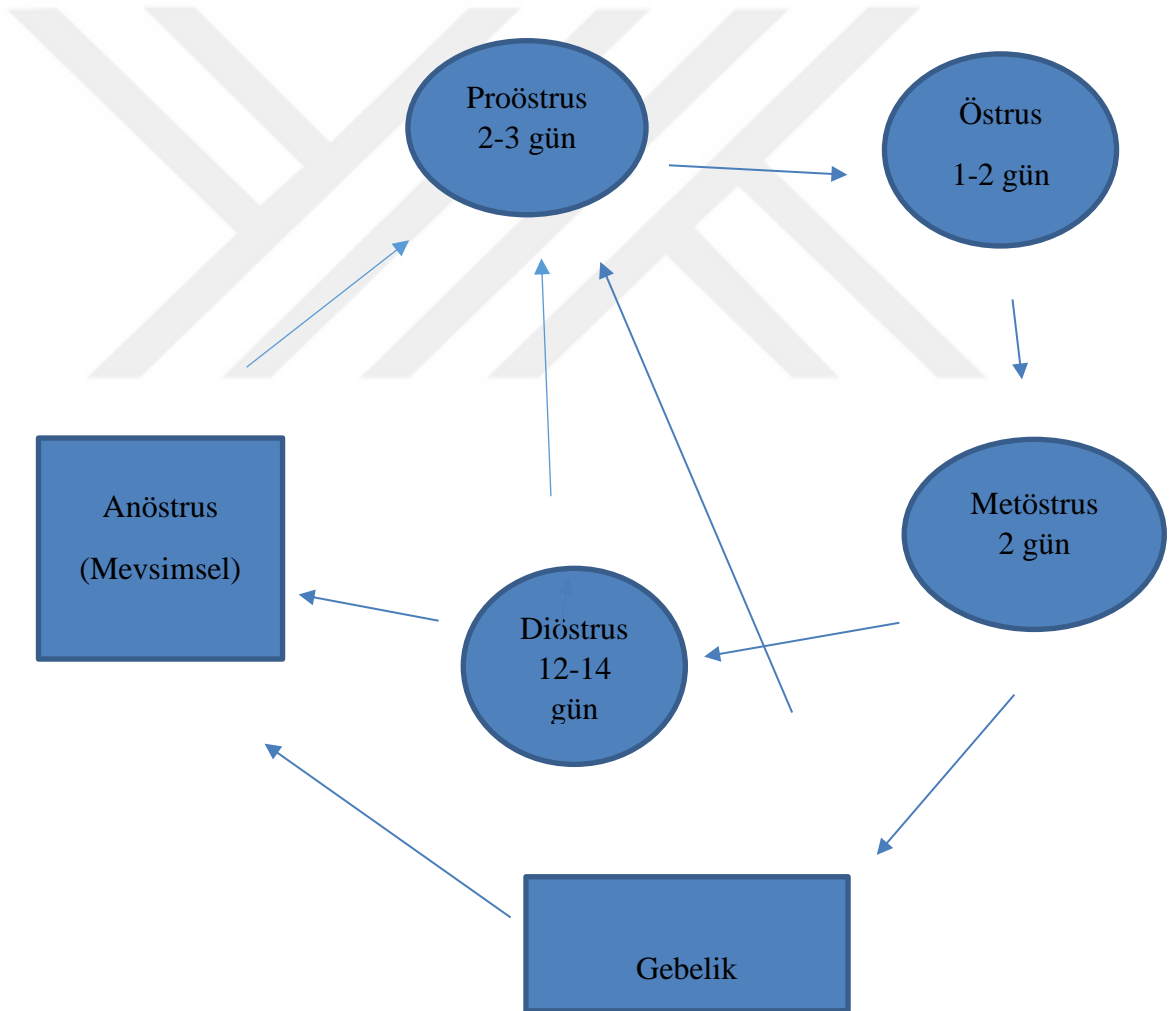 Proöstrus
2-3 gün
Östrus
1-2 gün
Anöstrus
(Mevsimsel)
Metöstrus
2 gün
Diöstrus
12-14
gün
Gebelik